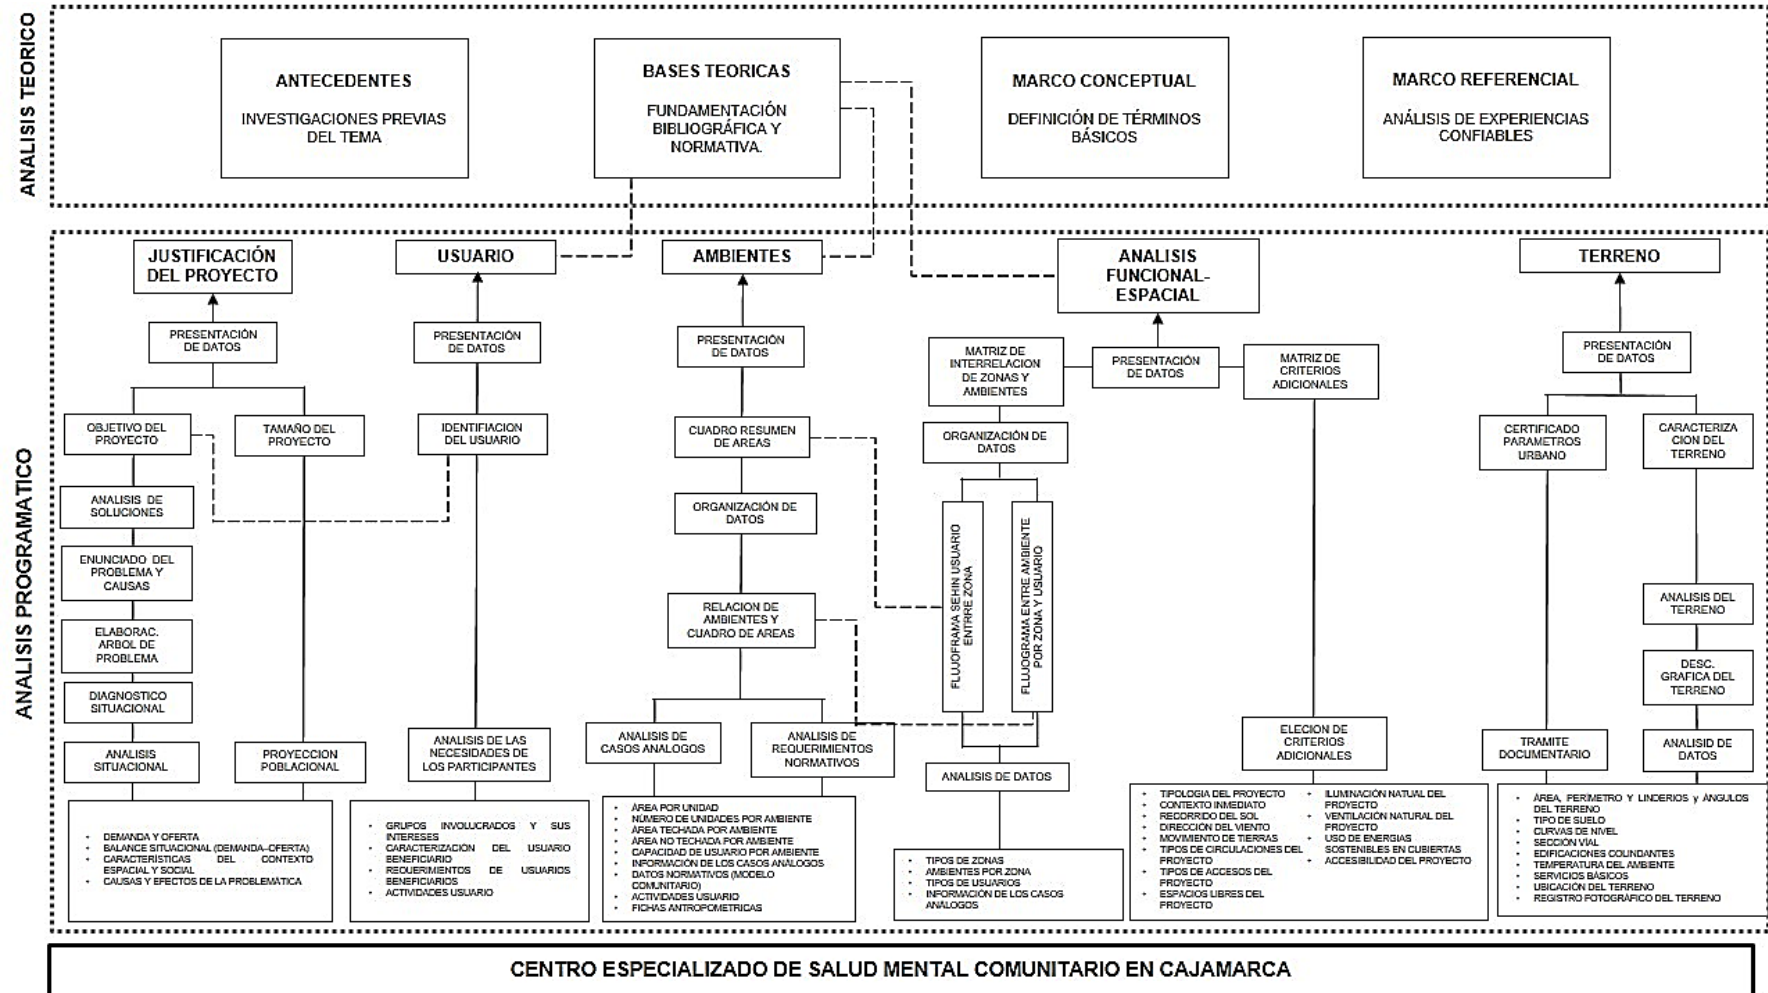 ANALISIS TEORICO
ANTECEDENTES
INVESTIGACIONES PREVIAS
DEL TEMA
BASES TEORICAS
FUNDAMENTACIÓN
BIBLIOGRÁFICA Y
NORMATIVA.
MARCO CONCEPTUAL
DEFINICIÓN DE TÉRMINOS
BÁSICOS
MARCO REFERENCIAL
ANÁLISIS DE EXPERIENCIAS
CONFIABLES
ANALISIS PROGRAMATICO
JUSTIFICACIÓN
DEL PROYECTO
PRESENTACIÓN
DE DATOS
OBJETIVO DEL
PROYECTO
TAMAÑO DEL
PROYECTO
ANALISIS DE
SOLUCIONES
ENUNCIADO DEL
PROBLEMA Y
CAUSAS
ELABORAC.
ARBOL DE
PROBLEMA
DIAGNOSTICO
SITUACIONAL
ANALISIS
SITUACIONAL
PROYECCION
POBLACIONAL
• DEMANDA Y OFERTA
• BALANCE SITUACIONAL (DEMANDA-OFERTA)
• CARACTERÍSTICAS DEL CONTEXTO
ESPACIAL Y SOCIAL
• CAUSAS Y EFECTOS DE LA PROBLEMÁTICA
USUARIO
PRESENTACIÓN
DE DATOS
IDENTIFIACION
DEL USUARIO
ANALISIS DE LAS
NECESIDADES DE
LOS PARTICIPANTES
• GRUPOS INVOLUCRADOS Y SUS
INTERESES
• CARACTERIZACIÓN DEL USUARIO
BENEFICIARIO
• REQUERIMENTOS DE USUARIOS
BENEFICIARIOS
• ACTIVIDADES USUARIO
AMBIENTES
PRESENTACIÓN
DE DATOS
CUADRO RESUMEN
DE AREAS
ORGANIZACIÓN DE
DATOS
RELACION DE
AMBIENTES Y
CUADRO DE AREAS
ANALISIS DE
CASOS ANALOGOS
ANALISIS DE
REQUERIMIENTOS
NORMATIVOS
• ÁREA POR UNIDAD
• NÚMERO DE UNIDADES POR AMBIENTE
• ÁREA TECHADA POR AMBIENTE
• ÁREA NO TECHADA POR AMBIENTE
• CAPACIDAD DE USUARIO POR AMBIENTE
• INFORMACIÓN DE LOS CASOS ANÁLOGOS
• DATOS NORMATIVOS (MODELO
COMUNITARIO)
• ACTIVIDADES USUARIO
• FICHAS ANTROPOMETRICAS
ANALISIS
FUNCIONAL-
ESPACIAL
MATRIZ DE
INTERRELACION
DE ZONAS Y
AMBIENTES
PRESENTACIÓN
DE DATOS
MATRIZ DE
CRITERIOS
ADICIONALES
ORGANIZACIÓN DE
DATOS
FLUJOFRAMA SEHIN USUARIO
ENTRRE ZONA
FLUJOGRAMA ENTRE AMBIENTE
POR ZONA Y USUARIO
ANALISIS DE DATOS
• TIPOS DE ZONAS
• AMBIENTES POR ZONA
• TIPOS DE USUARIOS
• INFORMACIÓN DE LOS CASOS
ANÁLOGOS
ELECION DE
CRITERIOS
ADICIONALES
• TIPOLOGIA DEL PROYECTO
• CONTEXTO INMEDIATO
• RECORRIDO DEL SOL
• DIRECCIÓN DEL VIENTO
• MOVIMIENTO DE TIERRAS
• TIPOS DE CIRCULACIONES DEL
PROYECTO
• TIPOS DE ACCESOS DEL
PROYECTO
• ESPACIOS LIBRES DEL
PROYECTO
• ILUMINACIÓN NATURAL DEL
PROYECTO
• VENTILACIÓN NATURAL DEL
PROYECTO
• USO DE ENERGIAS
SOSTENIBLES EN CUBIERTAS
• ACCESIBILIDAD DEL PROYECTO
TERRENO
PRESENTACIÓN
DE DATOS
CERTIFICADO
PARAMETROS
URBANO
CARACTERIZA
CION DEL
TERRENO
ANALISIS DEL
TERRENO
DESC.
GRAFICA DEL
TERRENO
TRAMITE
DOCUMENTARIO
ANALISID DE
DATOS
• ÁREA, PERÍMETRO Y LINDERIOS y ÁNGULOS
DEL TERRENO
• TIPO DE SUELO
• CURVAS DE NIVEL
• SECCIÓN VÍAL
• EDIFICACIONES COLINDANTES
• TEMPERATURA DEL AMBIENTE
• SERVICIOS BÁSICOS
• UBICACIÓN DEL TERRENO
• REGISTRO FOTOGRÁFICO DEL TERRENO
CENTRO ESPECIALIZADO DE SALUD MENTAL COMUNITARIO EN CAJAMARCA